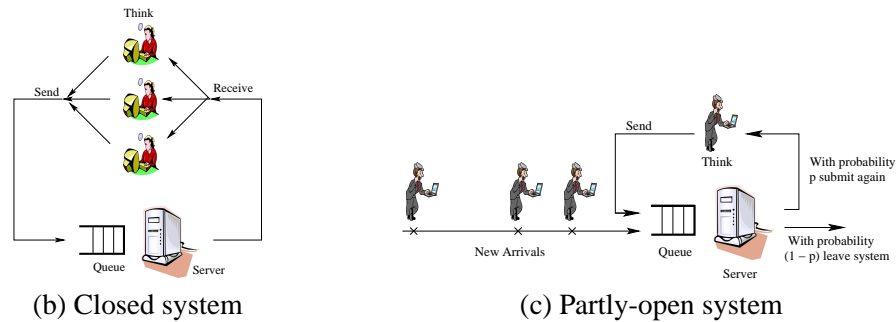 Think
Send
Receive
Queue
Server
(b) Closed system
Send
Think
With probability
p submit again
New Arrivals
Queue
Server
With probability
(1 – p) leave system
(c) Partly-open system